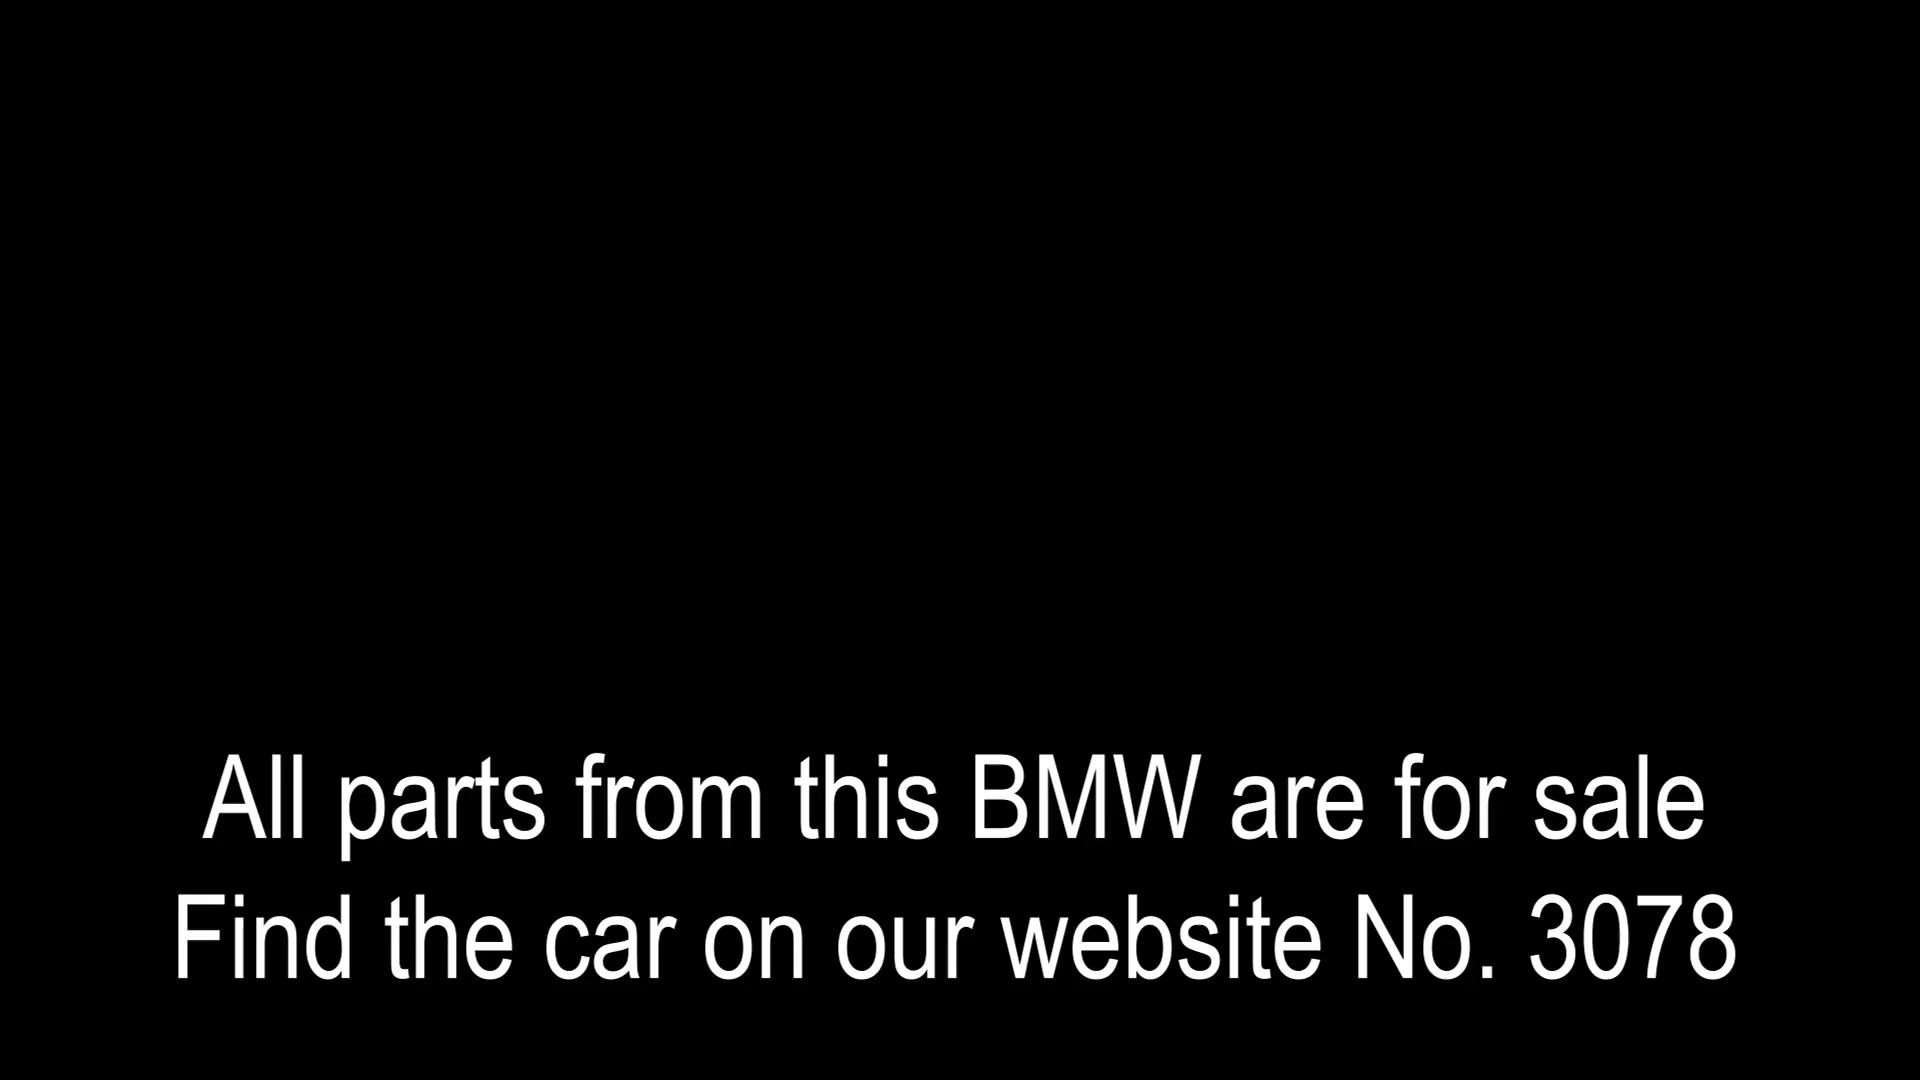 All parts from this BMW are for sale
Find the car on our website No. 3078